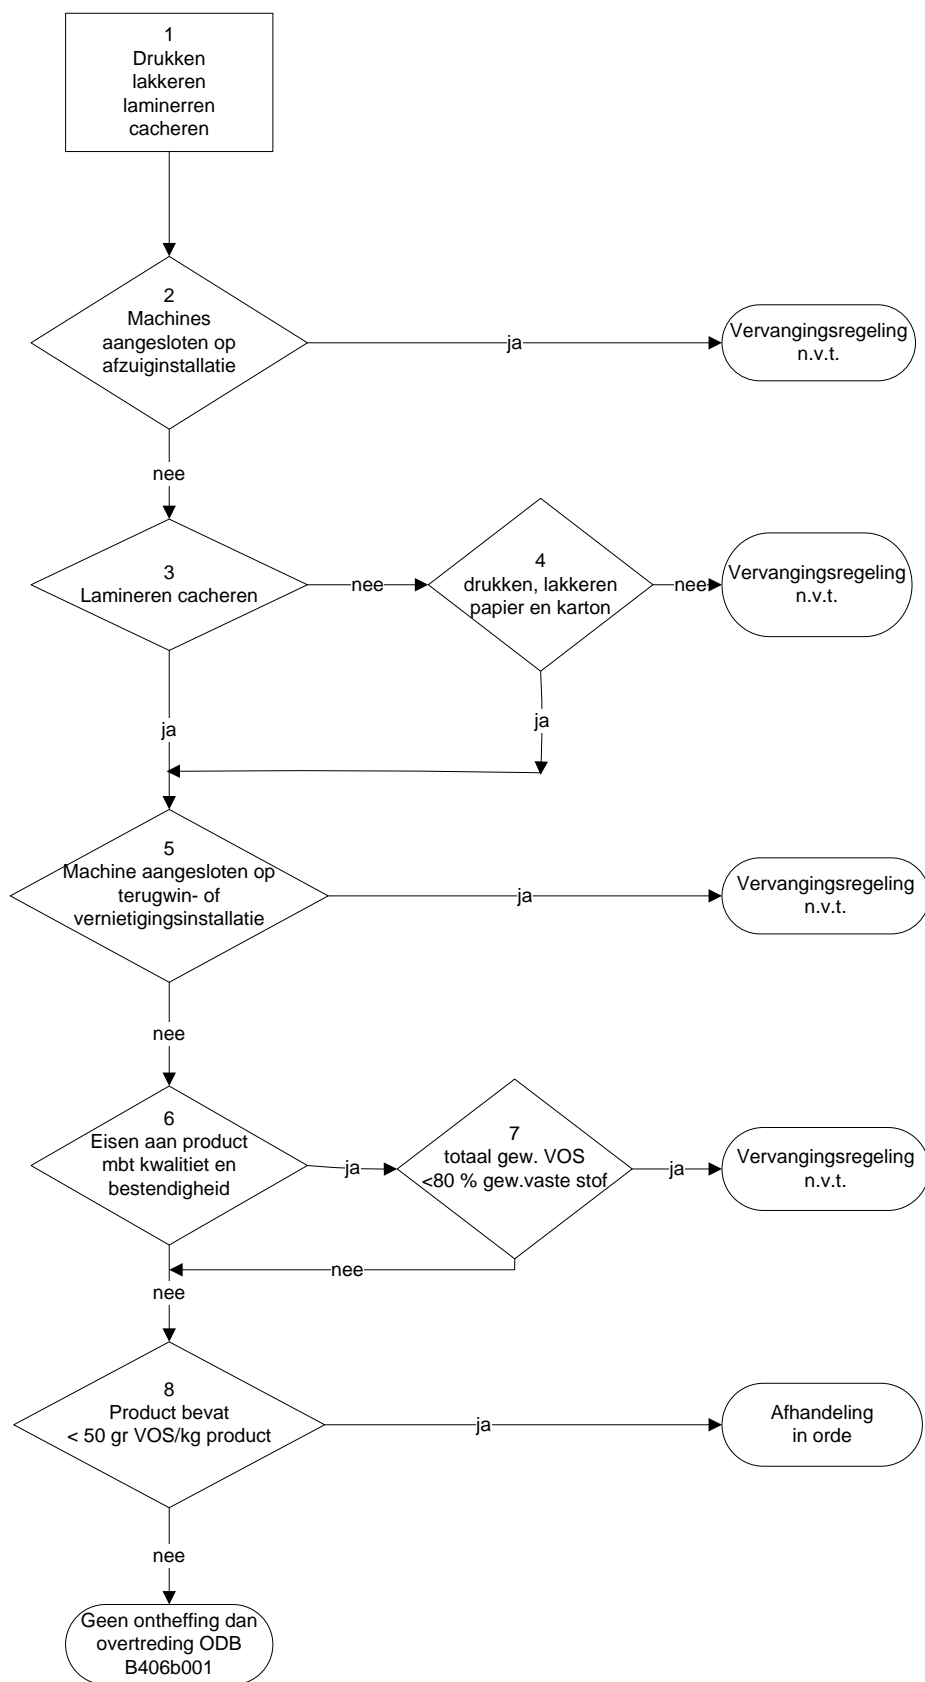 1
Drukken
lakkeren
laminerren
cacheren
2
Machines
aangesloten op
afzuiginstallatie
ja
Vervangingsregeling
n.v.t.
nee
3
Lamineren cacheren
nee
4
drukken, lakkeren
papier en karton
nee
Vervangingsregeling
n.v.t.
ja
ja
5
Machine aangesloten op
terugwin- of
vernietigingsinstallatie
ja
Vervangingsregeling
n.v.t.
nee
6
Eisen aan product
mbt kwalitiet en
bestendigheid
ja
7
totaal gew. VOS
<80 % gew.vaste stof
ja
Vervangingsregeling
n.v.t.
nee
nee
8
Product bevat
< 50 gr VOS/kg product
ja
Afhandeling
in orde
nee
Geen ontheffing dan
overtreding ODB
B406b001